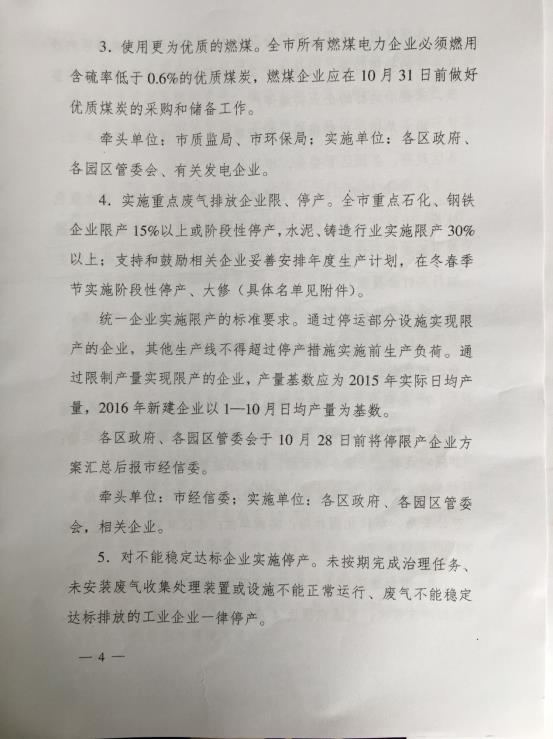 3. 使用更为优质的燃煤。全市所有燃煤电力企业必须燃用
含硫率低于0.6%的优质煤炭，燃煤企业应在10月31日前做好
优质煤炭的采购和储备工作。
牵头单位：市质监局、市环保局；实施单位：各区政府、
各园区管委会、有关发电企业。
4. 实施重点废气排放企业限、停产。全市重点石化、钢铁
企业限产15%以上或阶段性停产，水泥、铸造行业实施限产30%
以上；支持和鼓励相关企业妥善安排年度生产计划，在冬春季
节实施阶段性停产、大修（具体名单见附件）。
统一企业实施限产的标准要求。通过停运部分设施实现限
产的企业，其他生产线不得超过停产措施实施前生产负荷。通
过限制产量实现限产的企业，产量基数应为2015年实际日均产
量，2016年新建企业以1—10月日均产量为基数。
各区政府、各园区管委会于10月28日前将停限产企业方
案汇总后报市经信委。
牵头单位：市经信委；实施单位：各区政府、各园区管委
会，相关企业。
5. 对不能稳定达标企业实施停产。未按期完成治理任务、
未安装废气收集处理装置或设施不能正常运行、废气不能稳定
达标排放的工业企业一律停产。
— 4 —